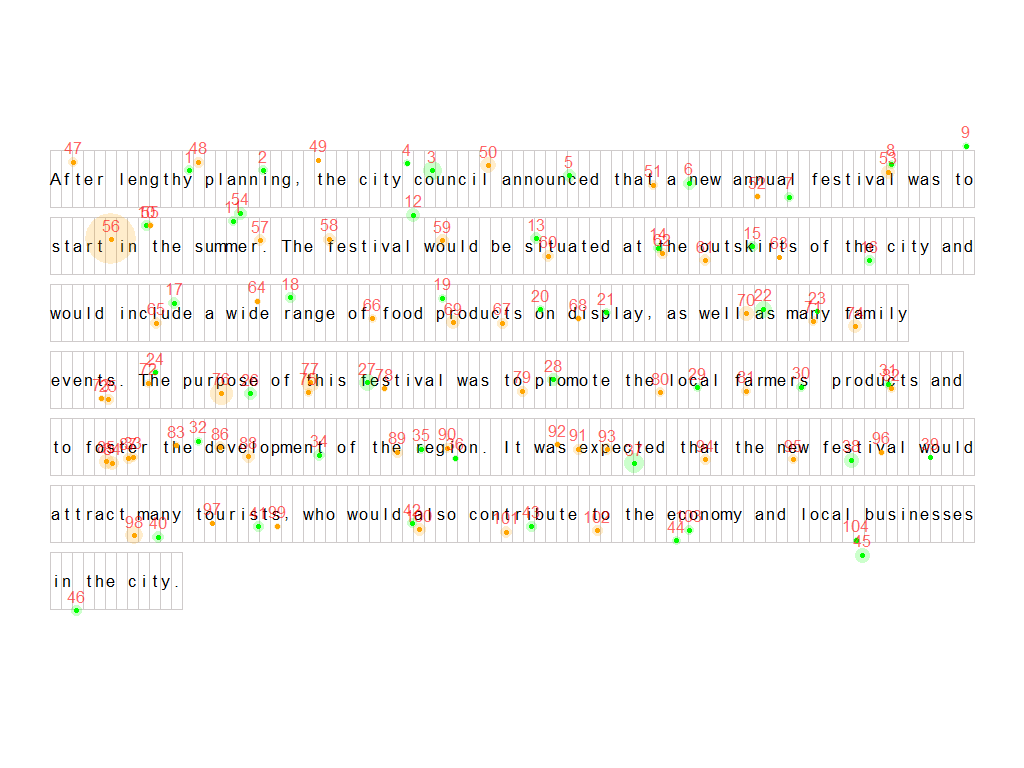 After lengthy planning, the city council announced that a new annual festival was to
start in the summer. The festival would be situated at the outskirts of the city and
would include a wide range of food products on display, as well as many family
events. The purpose of this festival was to promote the local farmers products and
to foster the development of the region. It was expected that the new festival would
attract many tourists, who would also contribute to the economy and local businesses
in the city.